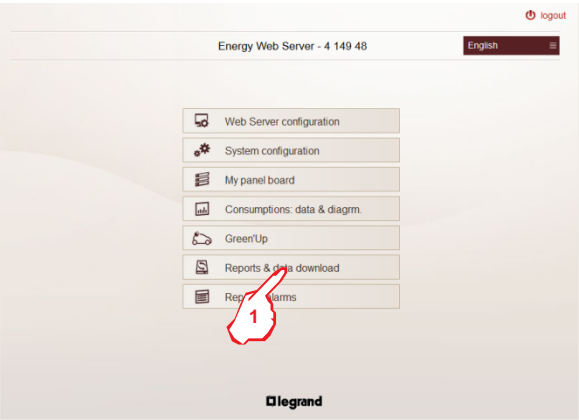 logout
Energy Web Server - 4 149 48
English
Web Server configuration
System configuration
My panel board
Consumptions: data & diagrm.
Green'Up
Reports & data download
1
legrand